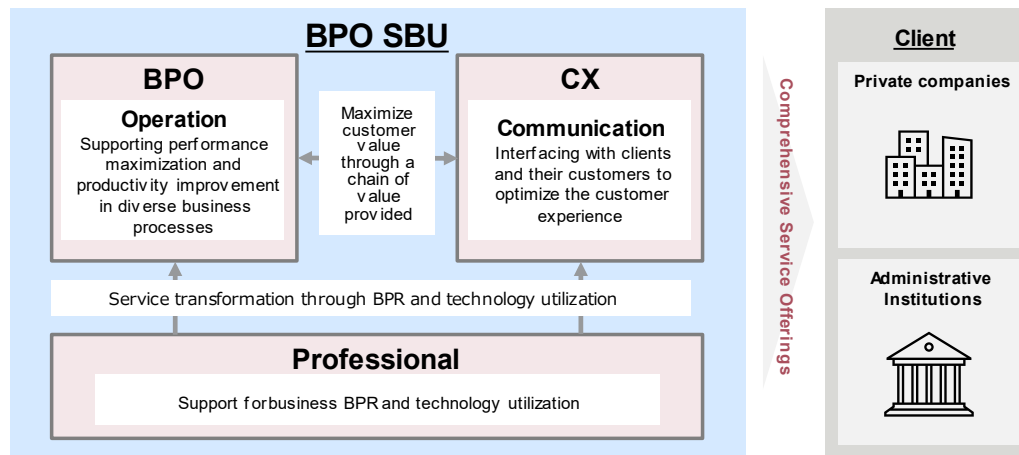 BPO SBU
BPO
Operation
Supporting performance
maximization and
productivity improvement
in diverse business
processes
Maximize
customer
value
through a
chain of
value
provided
CX
Communication
Interfacing with clients
and their customers to
optimize the customer
experience
Service transformation through BPR and technology utilization
Professional
Support forbusiness BPR and technology utilization
Comprehensive Service Offerings
Client
Private companies
Administrative
Institutions